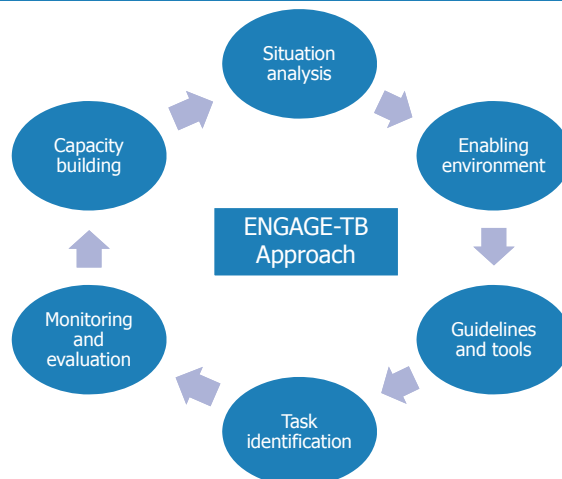 Situation
analysis
Enabling
environment
Guidelines
and tools
Task
identification
Monitoring
and
evaluation
Capacity
building
ENGAGE-TB
Approach